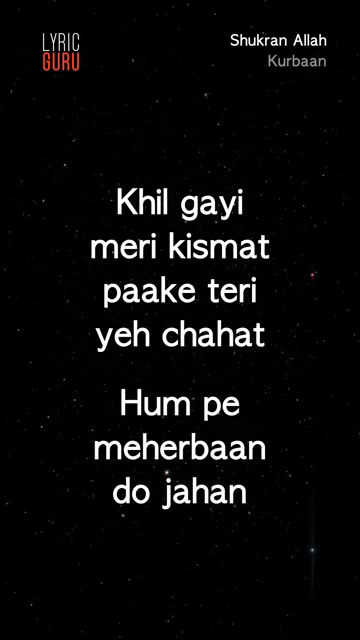 LYRIC
GURU
Shukran Allah
Kurbaan
Khil gayi
meri kismat
paake teri
yeh chahat
Hum pe
meherbaan
do jahan